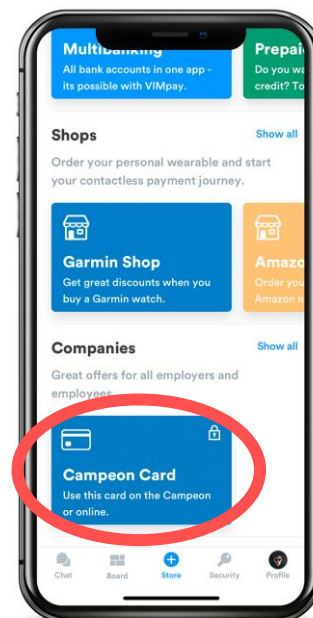 Multibanking
All bank accounts in one app -
its possible with VIMpay.
Prepai
Do you wa
credit? To
Shops
Show all
Order your personal wearable and start
your contactless payment journey.
Garmin Shop
Get great discounts when you
buy a Garmin watch.
Amazo
Order you
Amazon n
Companies
Show all
Great offers for all employers and
employees
Campeon Card
Use this card on the Campeon
or online.
Chat
Board
Store
Security
Profile